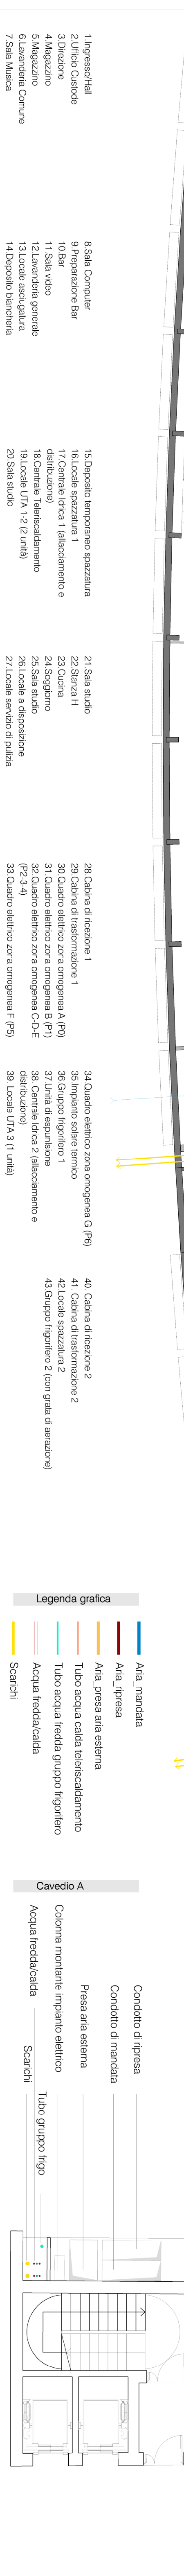 1.Ingresso/Hall
2.Uficio Custode
3.Direzione
4.Magazzino
5.Magazzino
6.Lavanderia Comune
7.Sala Musica
8.Sala Computer
9.Preparazione Bar
10.Bar
11.Sala video
12.Lavanderia generale
13.Locale asciugatura
14.Deposito biancheria
15.Deposito temporaneo spazzatura
16.Locale spazzatura 1
17.Centrale Idrica 1 (allacciamento e
distribuzione)
18.Centrale Teleriscaldamento
19.Locale UTA 1-2 (2 unità)
20.Sala studio
21.Sala studio
22.Stanza H
23.Cucina
24.Soggiorno
25.Sala studio
26.Locale a disposizione
27.Locale servizio di pulizia
28.Cabina di ricezione 1
29.Cabina di trasformazione 1
30.Quadro elettrico zona omogenea A (P0)
31.Quadro elettrico zona omogenea B (P1)
32.Quadro elettrico zona omogenea C-D-E
(P2-3-4)
33.Quadro elettrico zona omogenea F (P5)
34.Quadro elettrico zona omogenea G (P6)
35.Impianto solare termico
36.Gruppo frigorifero 1
37.Unità di espunlsione
38. Centrale Idrica 2 (allacciamento e
distribuzione)
39. Locale UTA 3 (1 unità)
40. Cabina di ricezione 2
41. Cabina di trasformazione 2
42.Locale spazzatura 2
43.Gruppo frigorifero 2 (con grata di aerazione)
Legenda grafica
Aria_mandata
Aria_ripresa
Aria_presa aria esterna
Tubo acqua calda teleriscaldamento
Tubo acqua fredda gruppo frigorifero
Acqua fredda/calda
Scarichi
Cavedio A
Condotto di ripresa
Condotto di mandata
Presa aria esterna
Colonna montante impianto elettrico
Tubo gruppo frigo
Acqua fredda/calda
Scarichi